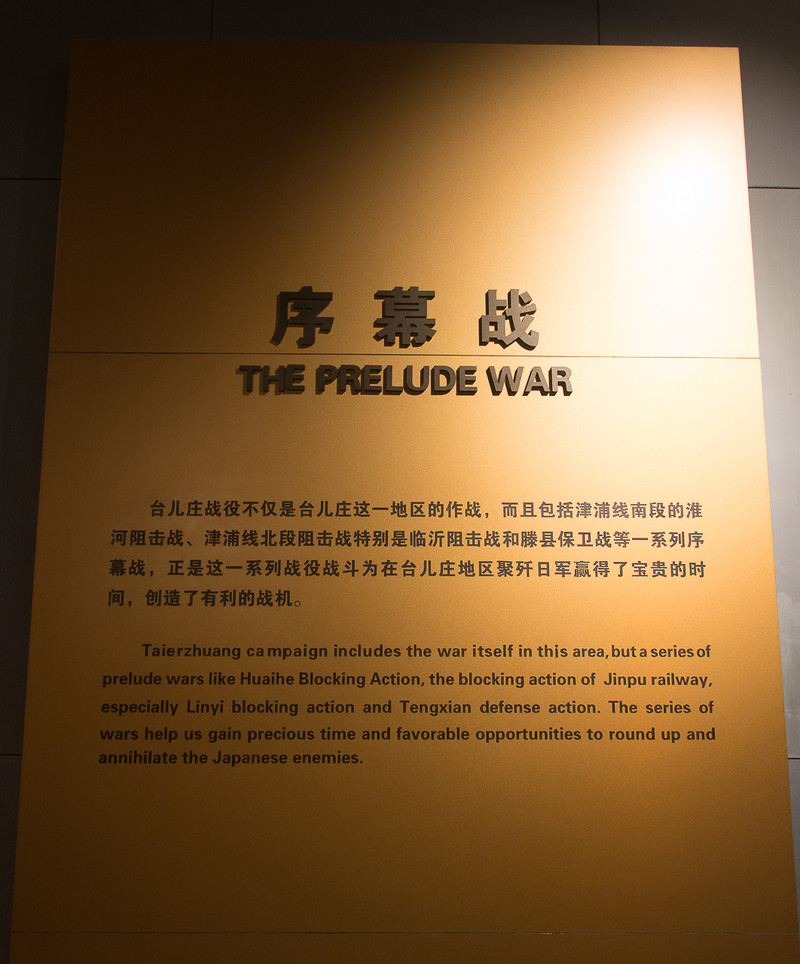 序幕战
THE PRELUDE WAR
台儿庄战役不仅是台儿庄这一地区的作战，而且包括津浦线南段的淮
河阻击战、津浦线北段阻击战特别是临沂阻击战和滕县保卫战等一系列序
幕战，正是这一系列战役战斗为在台儿庄地区聚歼日军赢得了宝贵的时
间，创造了有利的战机。
Taierzhuang campaign includes the war itself in this area, but a series of
prelude wars like Huaihe Blocking Action, the blocking action of Jinpu railway,
especially Linyi blocking action and Tengxian defense action. The series of
wars help us gain precious time and favorable opportunities to round up and
annihilate the Japanese enemies.